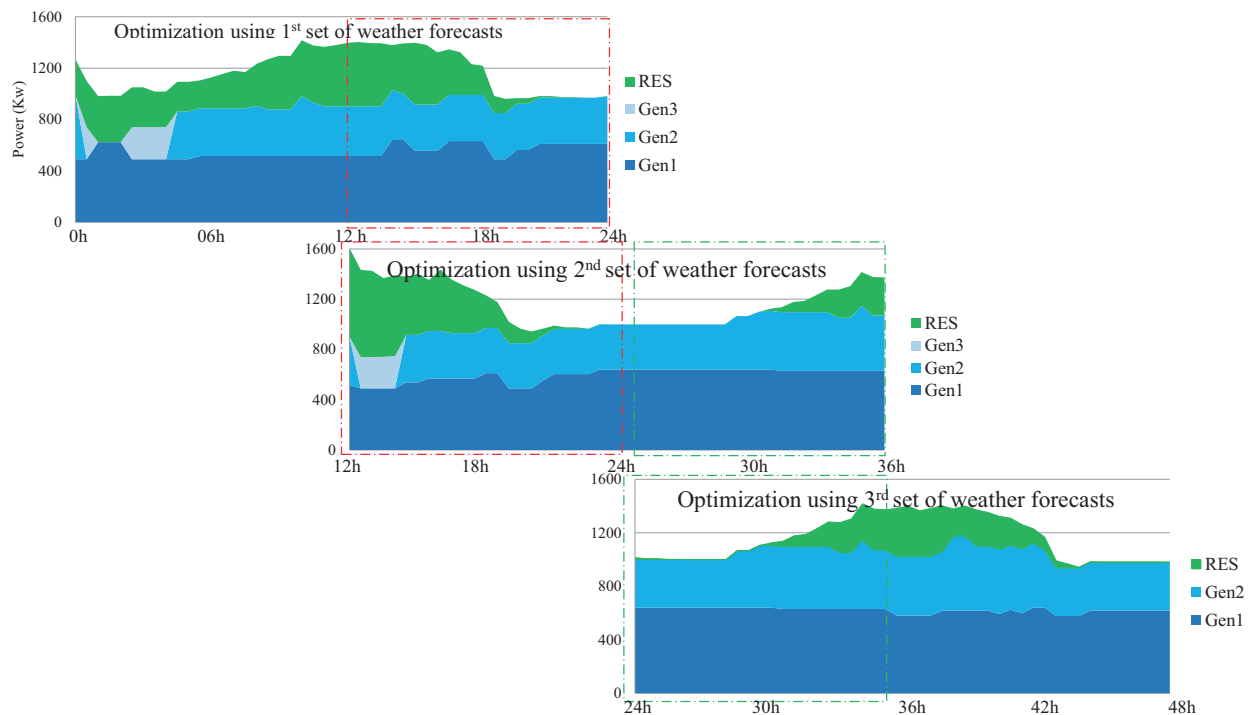 1600
Optimization using 1st set of weather forecasts
1200
RES
Gen3
Power (Kw)
800
Gen2
Gen1
400
0
0h 06h 12h 18h 24h
1600
Optimization using 2nd set of weather forecasts
1200
RES
Gen3
800
Gen2
Gen1
400
0
12h 18h 24h 30h 36h
1600
Optimization using 3rd set of weather forecasts
1200
RES
800
Gen2
Gen1
400
0
24h 30h 36h 42h 48h